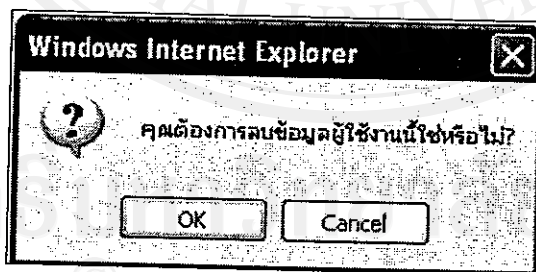 Windows Internet Explorer
คุณต้องการลบข้อมูลผู้ใช้งานนี้ใช่หรือไม่?
OK
Cancel